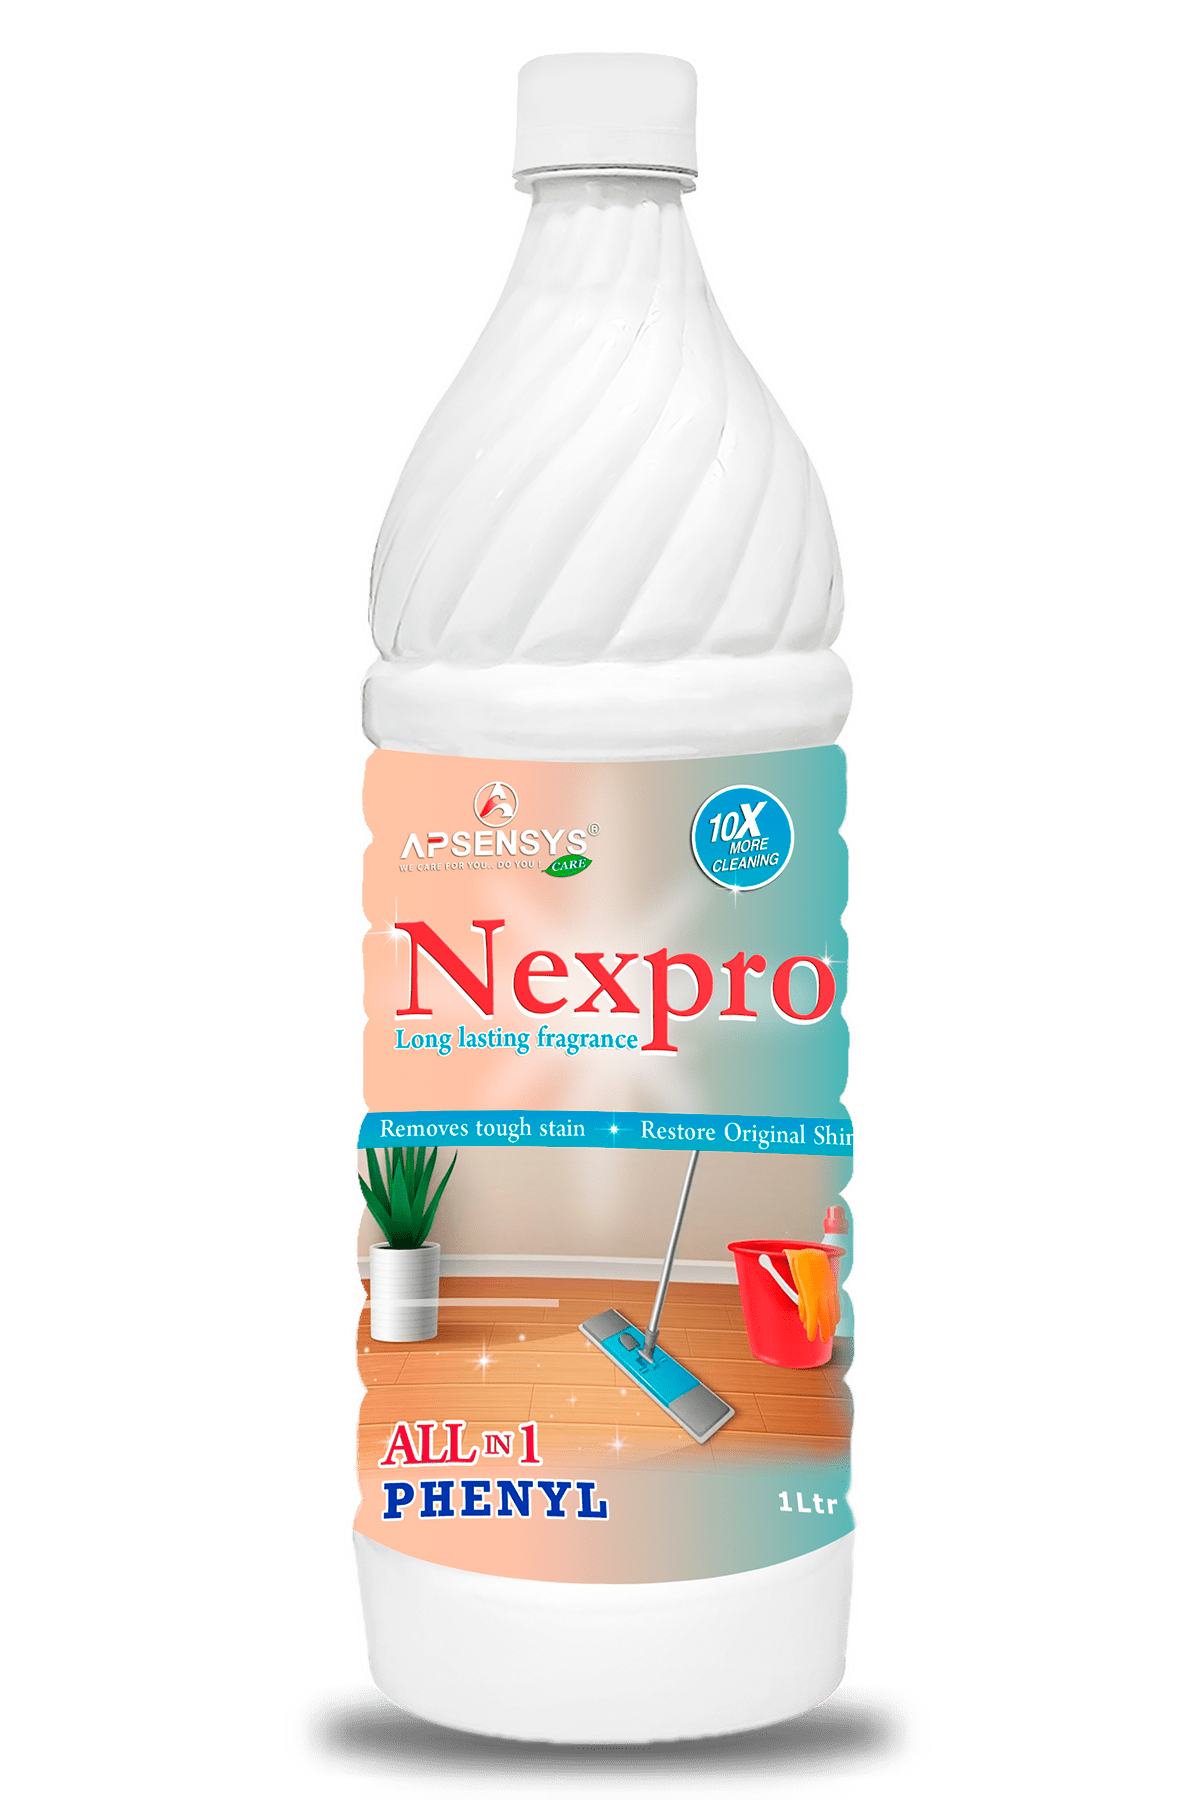 APSENSYS®
WE CARE FOR YOU.. DO YOU !
CARE
10X
MORE
CLEANING
Nexpro
Long lasting fragrance
Removes tough stain
Restore Original Shin
ALL IN 1
PHENYL
1Ltr